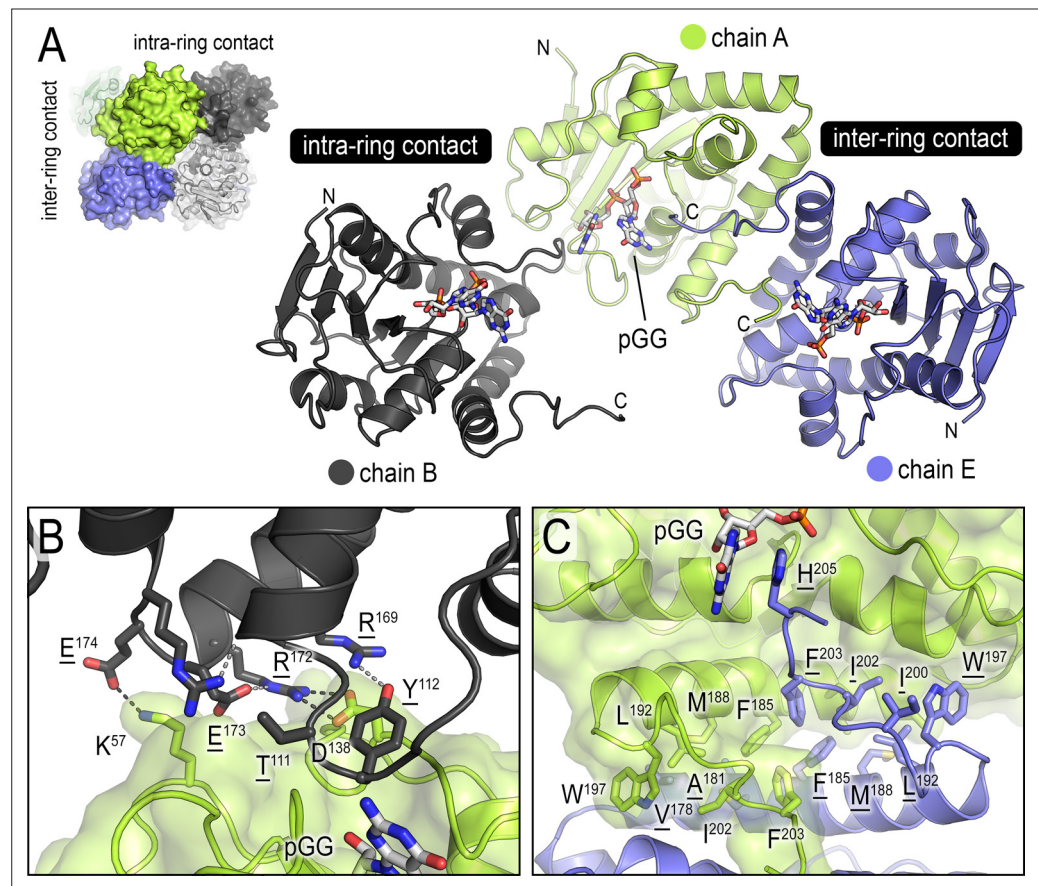 A
intra-ring contact
inter-ring contact
chain A
N
intra-ring contact
inter-ring contact
N
C
pGG
C
C
N
chain B
chain E
B
E174
R169
R172
Y112
K57
E173
D138
T111
pGG
C
pGG
H205
F203
I202
W197
I200
M188
F185
L192
W197
A181
F185
M188
L192
V178
I202
F203